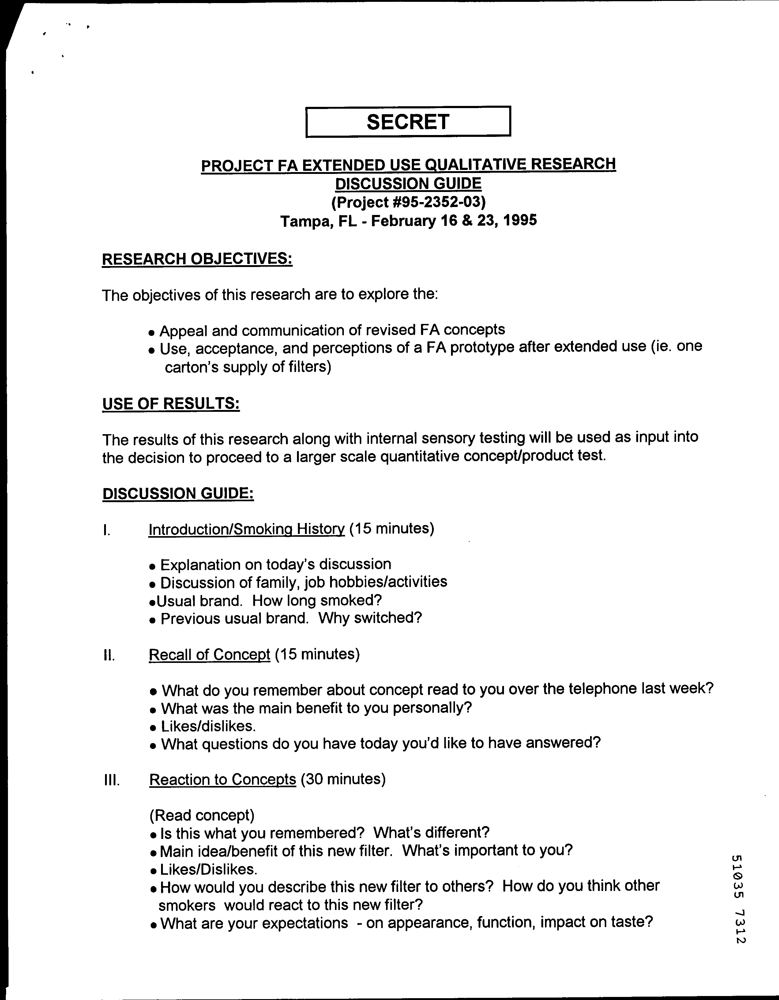 SECRET
PROJECT FA EXTENDED USE QUALITATIVE RESEARCH
DISCUSSION GUIDE
(Project #95-2352-03)
Tampa, FL - February 16 & 23, 1995
RESEARCH OBJECTIVES:
The objectives of this research are to explore the:
• Appeal and communication of revised FA concepts
• Use, acceptance, and perceptions of a FA prototype after extended use (ie. one
carton's supply of filters)
USE OF RESULTS:
The results of this research along with internal sensory testing will be used as input into
the decision to proceed to a larger scale quantitative concept/product test.
DISCUSSION GUIDE:
I. Introduction/Smoking History (15 minutes)
• Explanation on today's discussion
• Discussion of family, job hobbies/activities
•Usual brand. How long smoked?
• Previous usual brand. Why switched?
II. Recall of Concept (15 minutes)
• What do you remember about concept read to you over the telephone last week?
• What was the main benefit to you personally?
• Likes/dislikes.
• What questions do you have today you'd like to have answered?
III. Reaction to Concepts (30 minutes)
(Read concept)
• Is this what you remembered? What's different?
• Main idea/benefit of this new filter. What's important to you?
• Likes/Dislikes.
• How would you describe this new filter to others? How do you think other
smokers would react to this new filter?
• What are your expectations - on appearance, function, impact on taste?
51035 7312